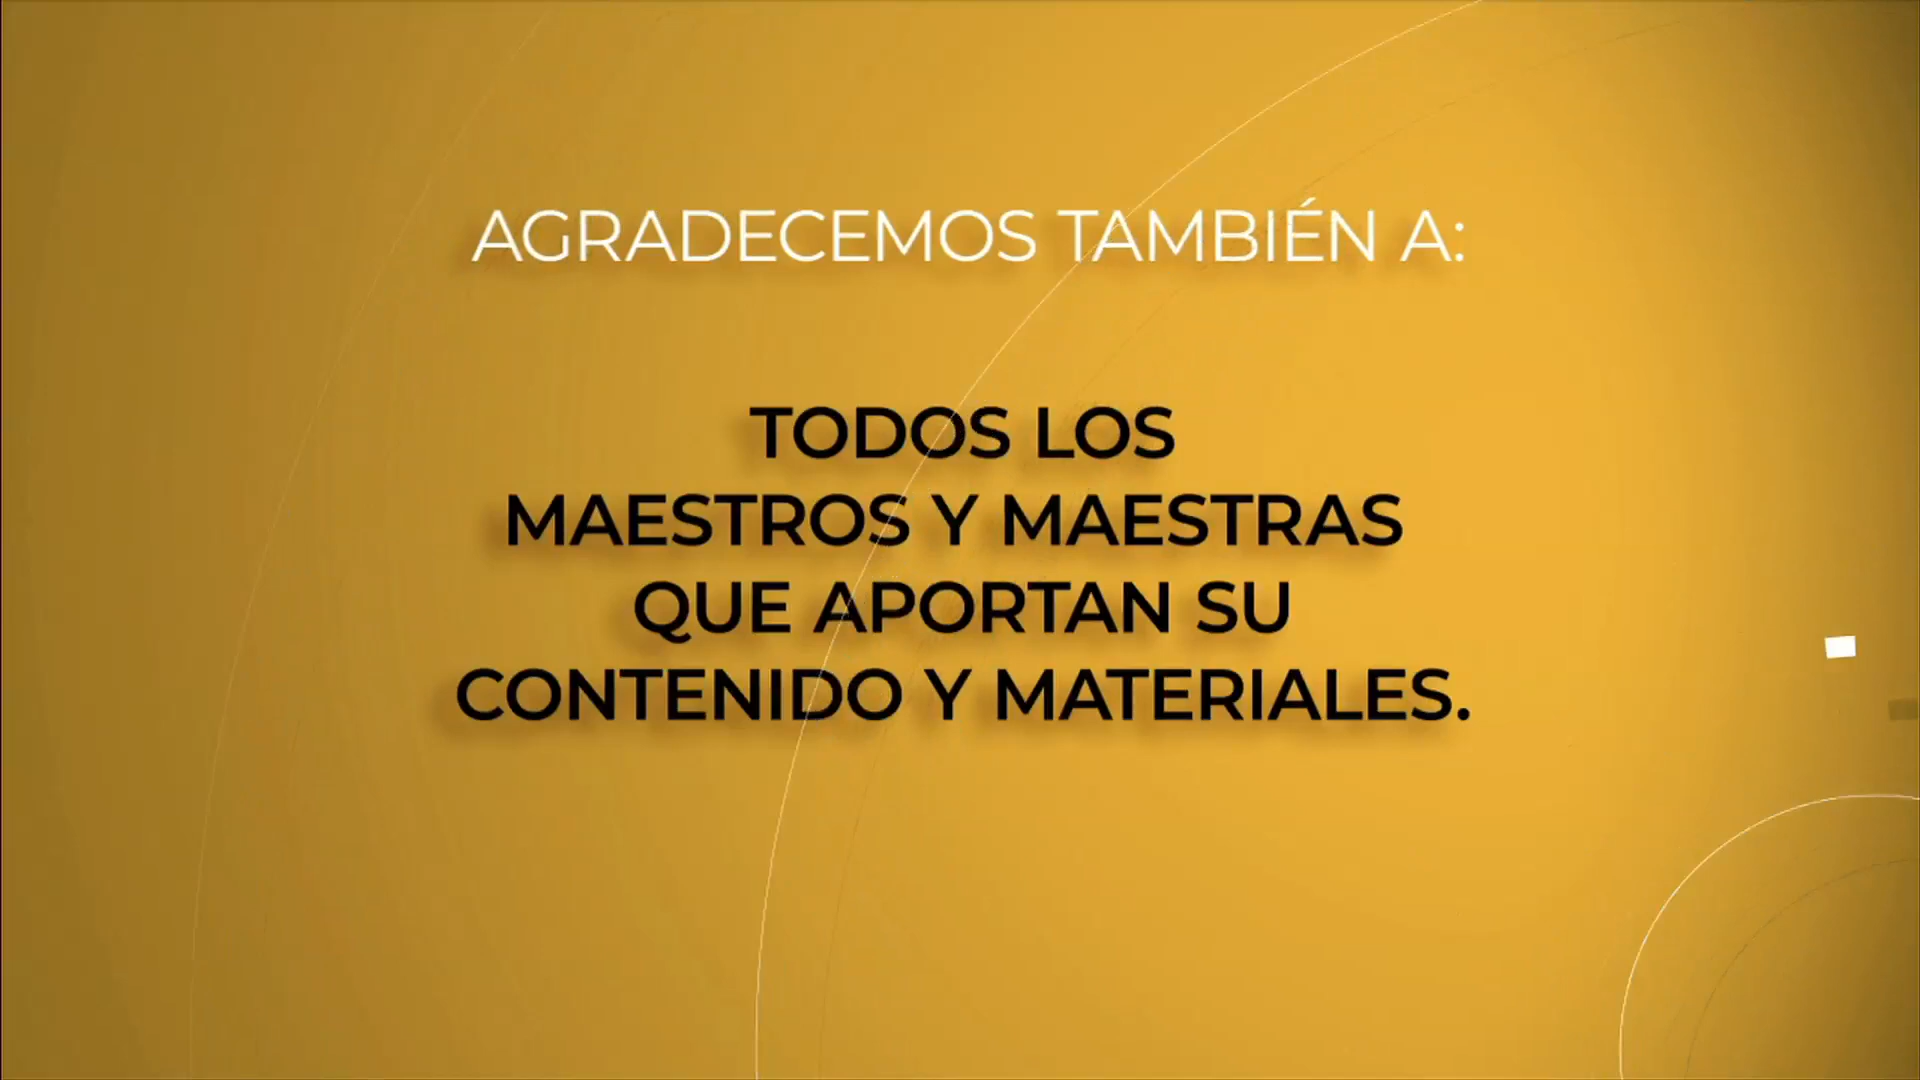 AGRADECEMOS TAMBIÉN A:
TODOS LOS
MAESTROS Y MAESTRAS
QUE APORTAN SU
CONTENIDO Y MATERIALES.